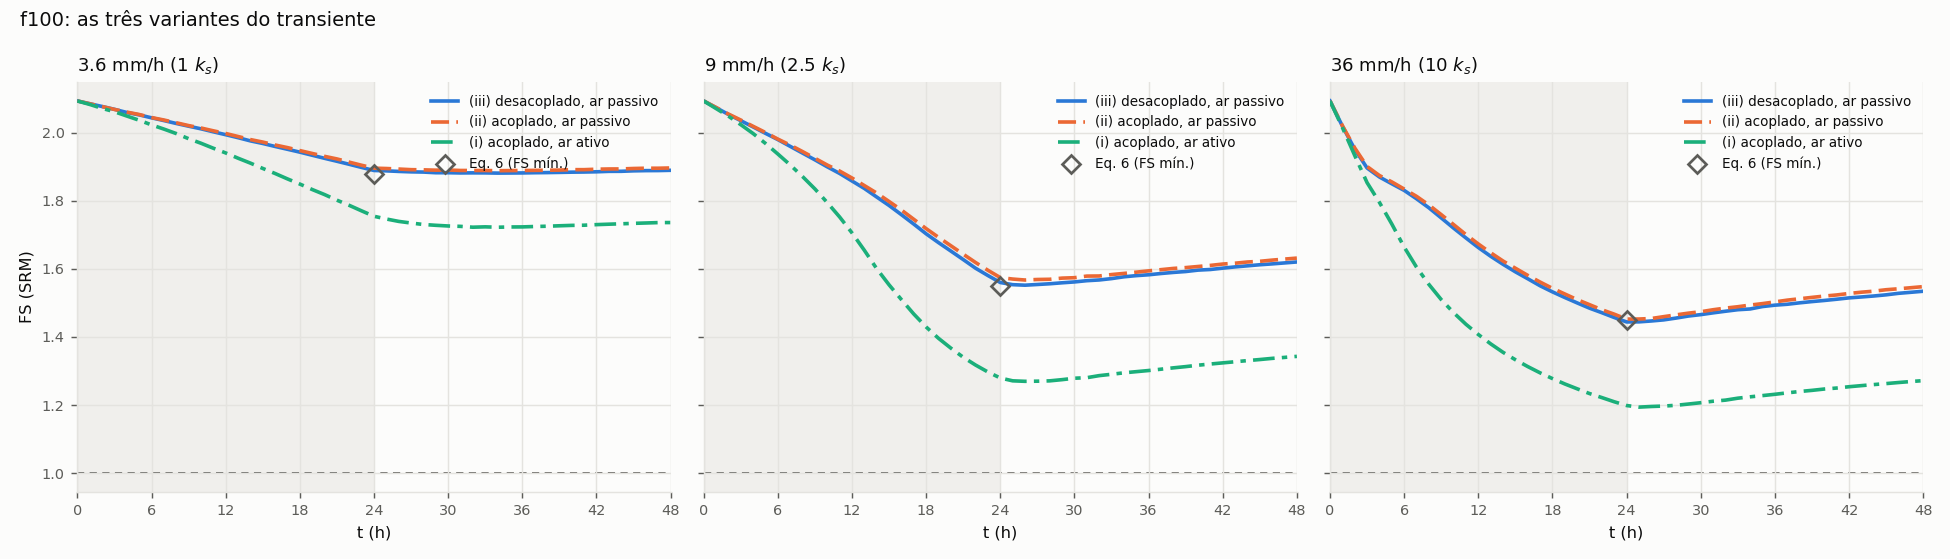 f100: as três variantes do transiente
3.6 mm/h (1 kₛ)
(iii) desacoplado, ar passivo
(ii) acoplado, ar passivo
(i) acoplado, ar ativo
Eq. 6 (FS mín.)
FS (SRM)
2.0
1.8
1.6
1.4
1.2
1.0
0 6 12 18 24 30 36 42 48
t (h)
9 mm/h (2.5 kₛ)
(iii) desacoplado, ar passivo
(ii) acoplado, ar passivo
(i) acoplado, ar ativo
Eq. 6 (FS mín.)
0 6 12 18 24 30 36 42 48
t (h)
36 mm/h (10 kₛ)
(iii) desacoplado, ar passivo
(ii) acoplado, ar passivo
(i) acoplado, ar ativo
Eq. 6 (FS mín.)
0 6 12 18 24 30 36 42 48
t (h)